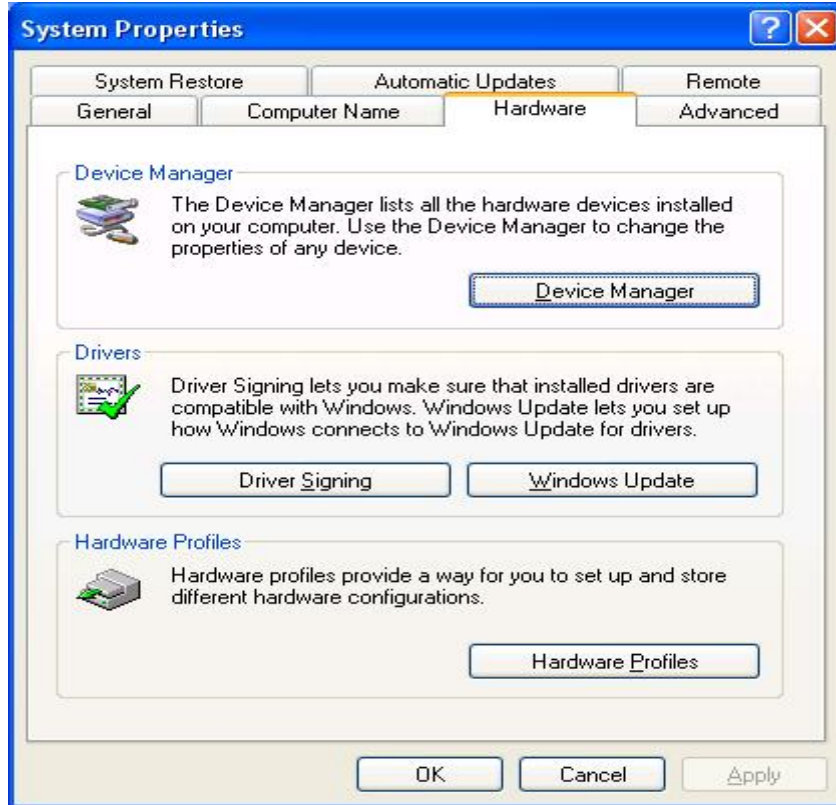 System Properties
System Restore Automatic Updates Remote
General Computer Name Hardware Advanced
Device Manager
The Device Manager lists all the hardware devices installed
on your computer. Use the Device Manager to change the
properties of any device.
Device Manager
Drivers
Driver Signing lets you make sure that installed drivers are
compatible with Windows. Windows Update lets you set up
how Windows connects to Windows Update for drivers.
Driver Signing Windows Update
Hardware Profiles
Hardware profiles provide a way for you to set up and store
different hardware configurations.
Hardware Profiles
OK Cancel Apply